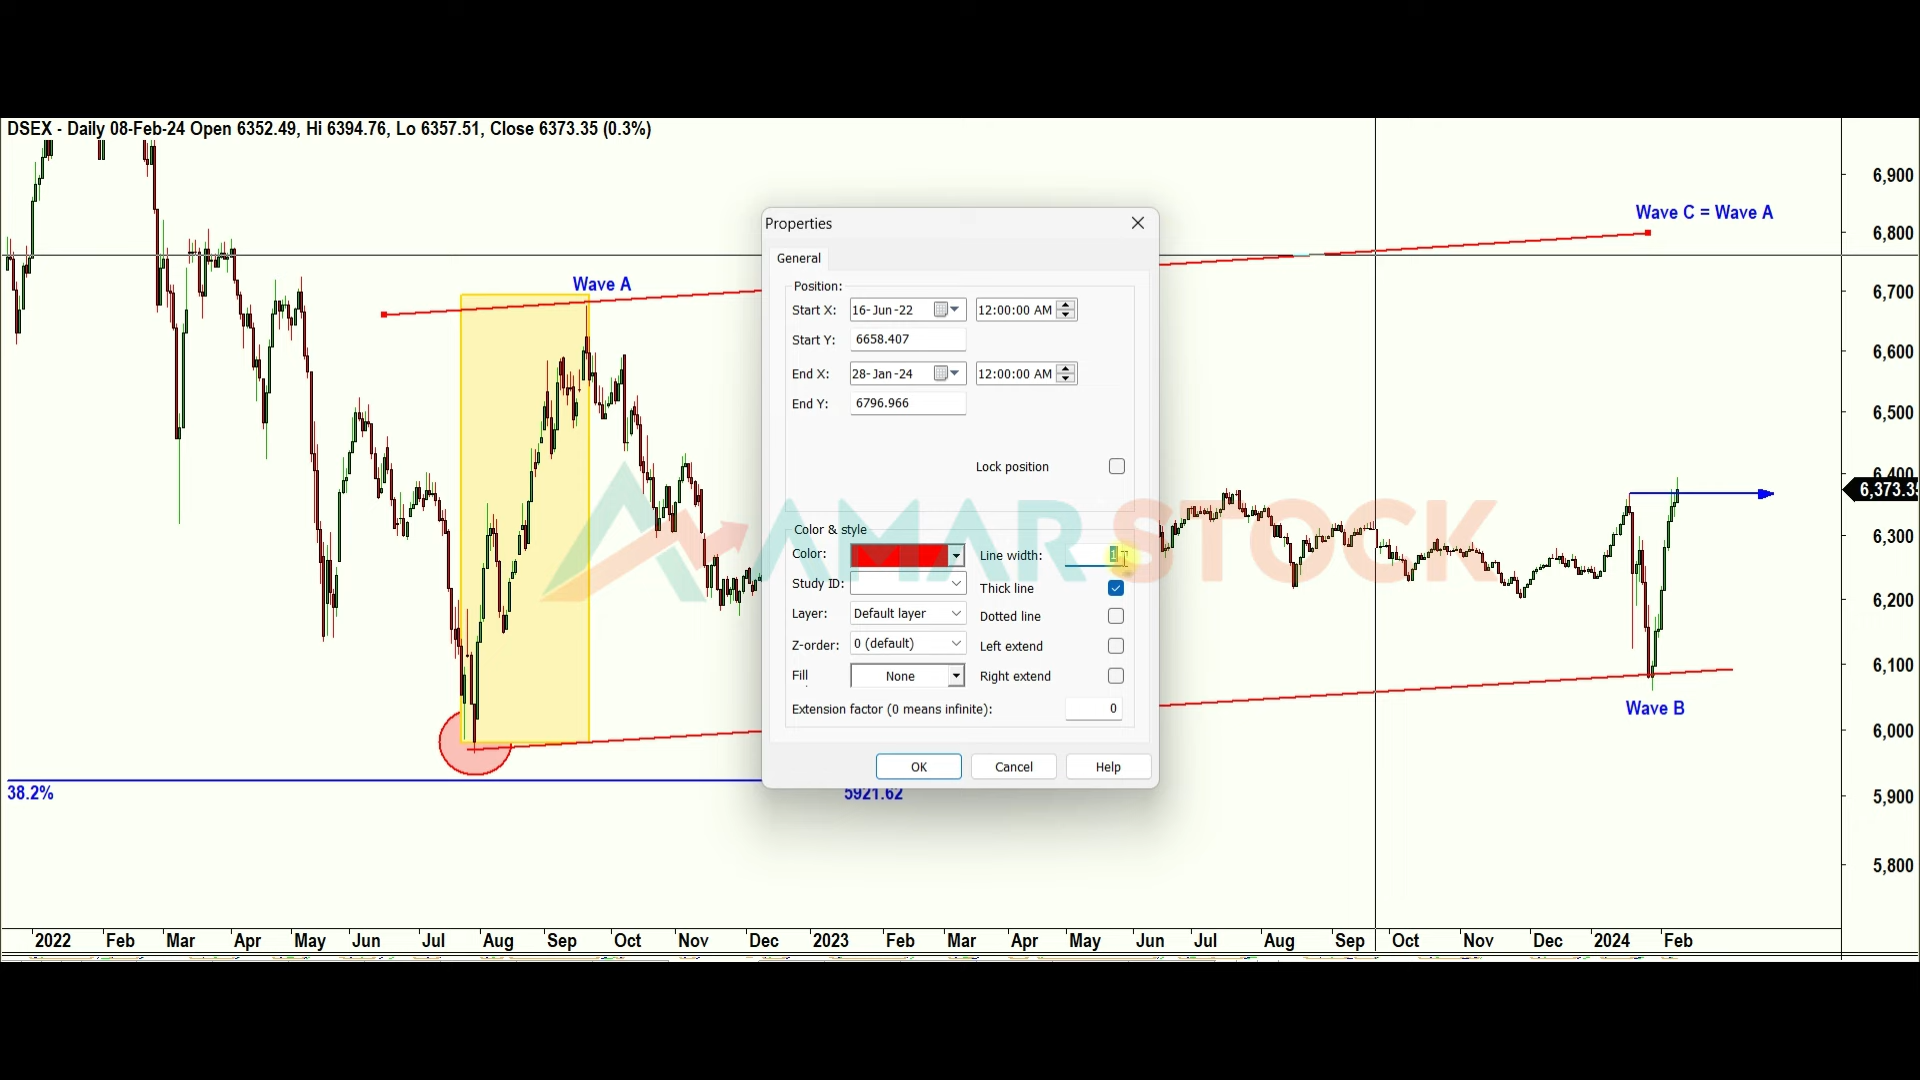 DSEX - Daily 08-Feb-24 Open 6352.49, Hi 6394.76, Lo 6357.51, Close 6373.35 (0.3%)
6,900
Wave C = Wave A
6,800
6,700
6,600
6,500
6,400
6,373.35
6,300
6,200
6,100
6,000
5,900
5,800
Wave A
Wave B
38.2%
5921.62
Properties
General
Position:
Start X: 16-Jun-22 12:00:00 AM
Start Y: 6658.407
End X: 28-Jan-24 12:00:00 AM
End Y: 6796.966
Lock position
Color & style
Color: Line width: 1
Study ID: Thick line
Layer: Default layer Dotted line
Z-order: 0 (default) Left extend
Fill None Right extend
Extension factor (0 means infinite): 0
OK Cancel Help
AMAR STOCK
2022 Feb Mar Apr May Jun Jul Aug Sep Oct Nov Dec 2023 Feb Mar Apr May Jun Jul Aug Sep Oct Nov Dec 2024 Feb